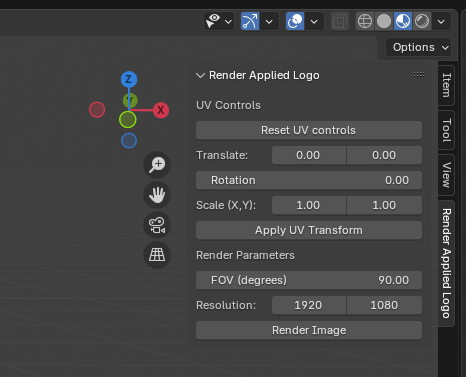 Options
Z
Y
X
Render Applied Logo
UV Controls
Reset UV controls
Translate: 0.00 0.00
Rotation 0.00
Scale (X,Y): 1.00 1.00
Apply UV Transform
Render Parameters
FOV (degrees) 90.00
Resolution: 1920 1080
Render Image
Item
Tool
View
Render Applied Logo